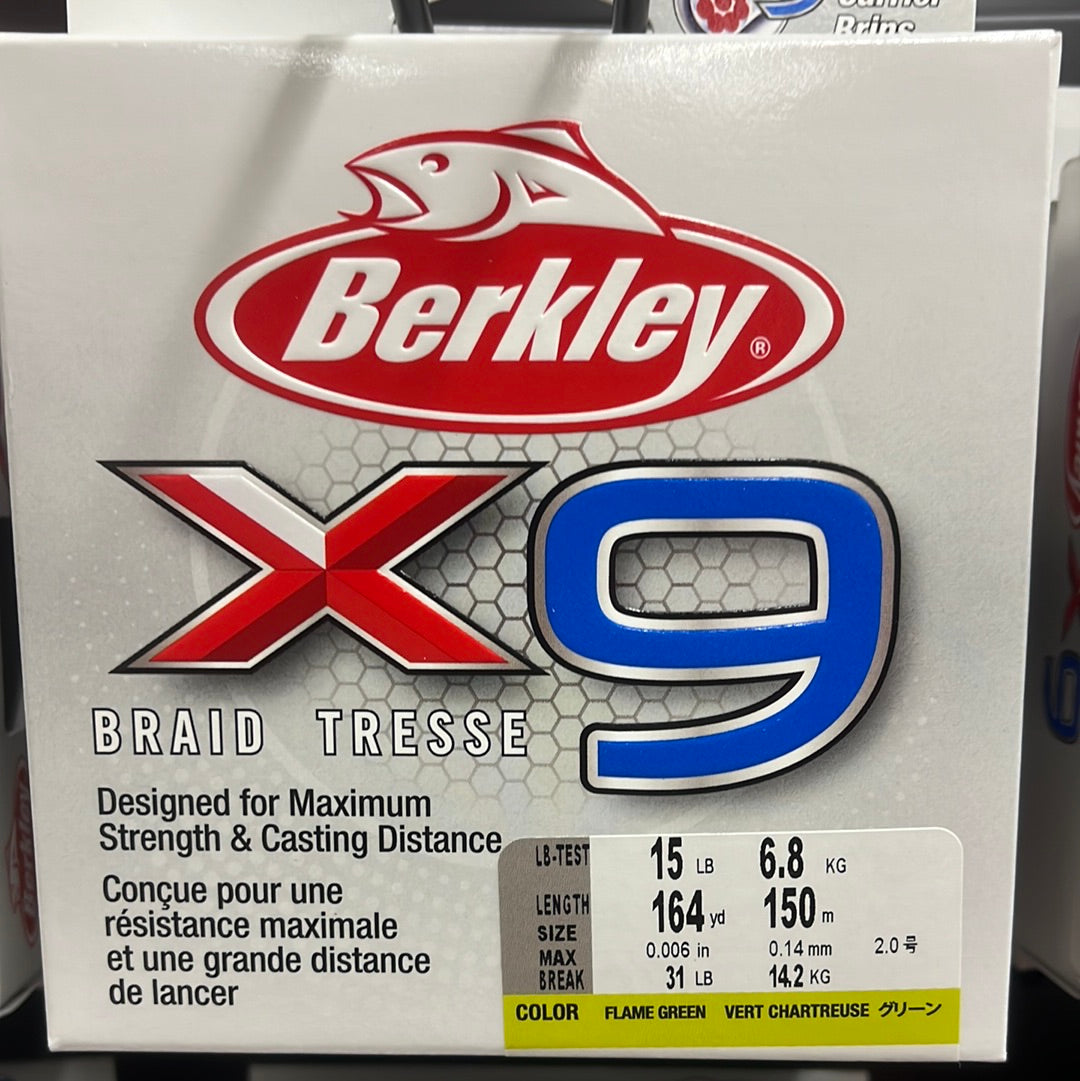 Carrier
Brins
Berkley®
X9
BRAID TRESSE
Designed for Maximum
Strength & Casting Distance
Conçue pour une
résistance maximale
et une grande distance
de lancer
LB-TEST 15 LB 6.8 KG
LENGTH 164 yd 150 m
SIZE 0.006 in 0.14 mm 2.0号
MAX
BREAK 31 LB 14.2 KG
COLOR FLAME GREEN VERT CHARTREUSE グリーン